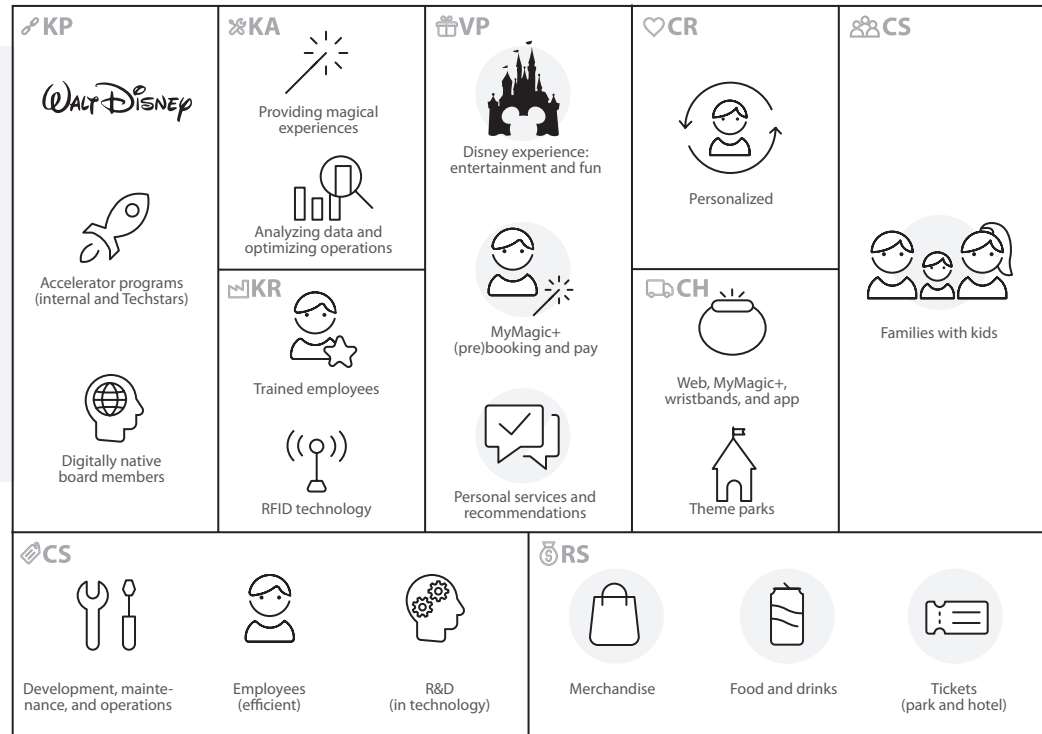 KP
WALT DISNEY
Accelerator programs
(internal and Techstars)
Digitally native
board members
KA
Providing magical
experiences
Analyzing data and
optimizing operations
KR
Trained employees
RFID technology
VP
Disney experience:
entertainment and fun
MyMagic+
(pre)booking and pay
Personal services and
recommendations
CR
Personalized
CH
Web, MyMagic+,
wristbands, and app
Theme parks
CS
Families with kids
CS
Development, mainte-
nance, and operations
Employees
(efficient)
R&D
(in technology)
RS
Merchandise
Food and drinks
Tickets
(park and hotel)